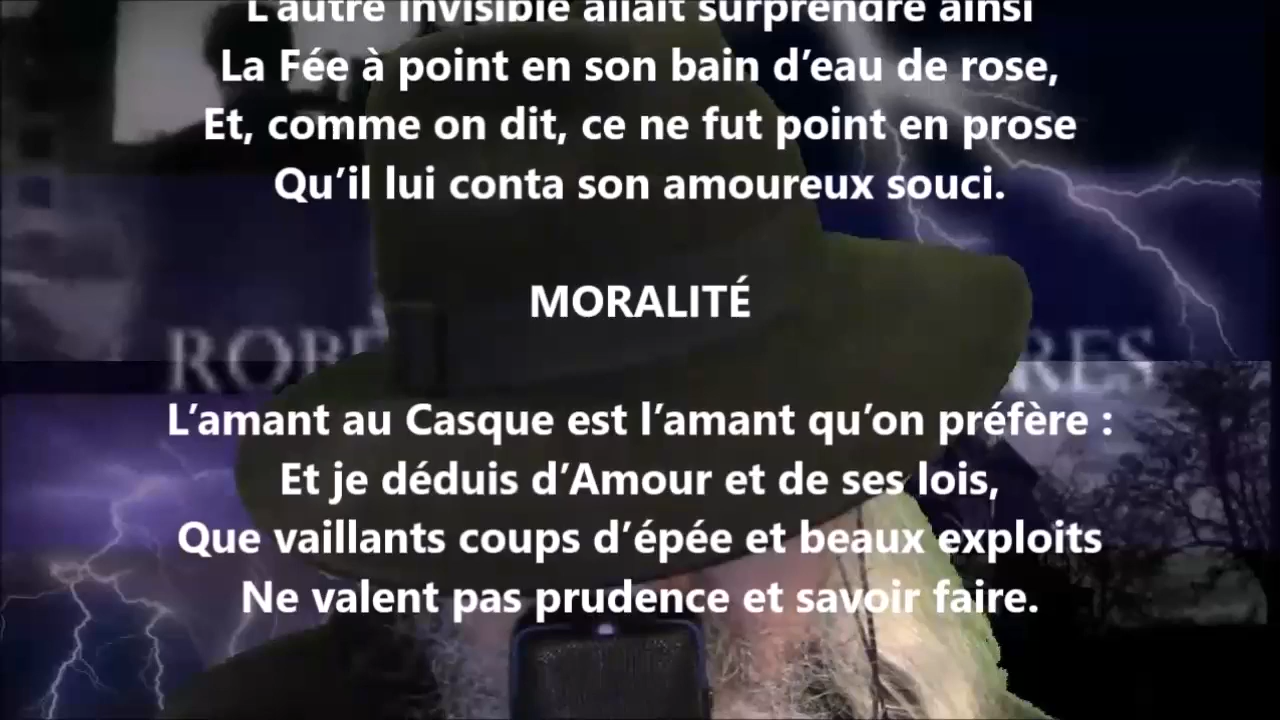 L’autre invisible allait surprendre ainsi
La Fée à point en son bain d’eau de rose,
Et, comme on dit, ce ne fut point en prose
Qu’il lui conta son amoureux souci.
MORALITÉ
ROBE RES
L’amant au Casque est l’amant qu’on préfère :
Et je déduis d’Amour et de ses lois,
Que vaillants coups d’épée et beaux exploits
Ne valent pas prudence et savoir faire.